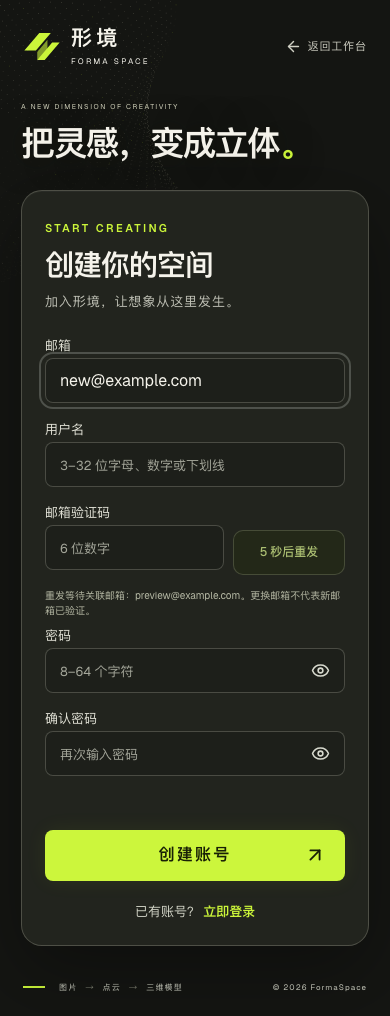 形境
FORMA SPACE
← 返回工作台
A NEW DIMENSION OF CREATIVITY
把灵感，变成立体。
START CREATING
创建你的空间
加入形境，让想象从这里发生。
邮箱
new@example.com
用户名
3–32 位字母、数字或下划线
邮箱验证码
6 位数字
5 秒后重发
重发等待关联邮箱：preview@example.com。更换邮箱不代表新邮
箱已验证。
密码
8–64 个字符
确认密码
再次输入密码
创建账号
已有账号？ 立即登录
图片 → 点云 → 三维模型
© 2026 FormaSpace